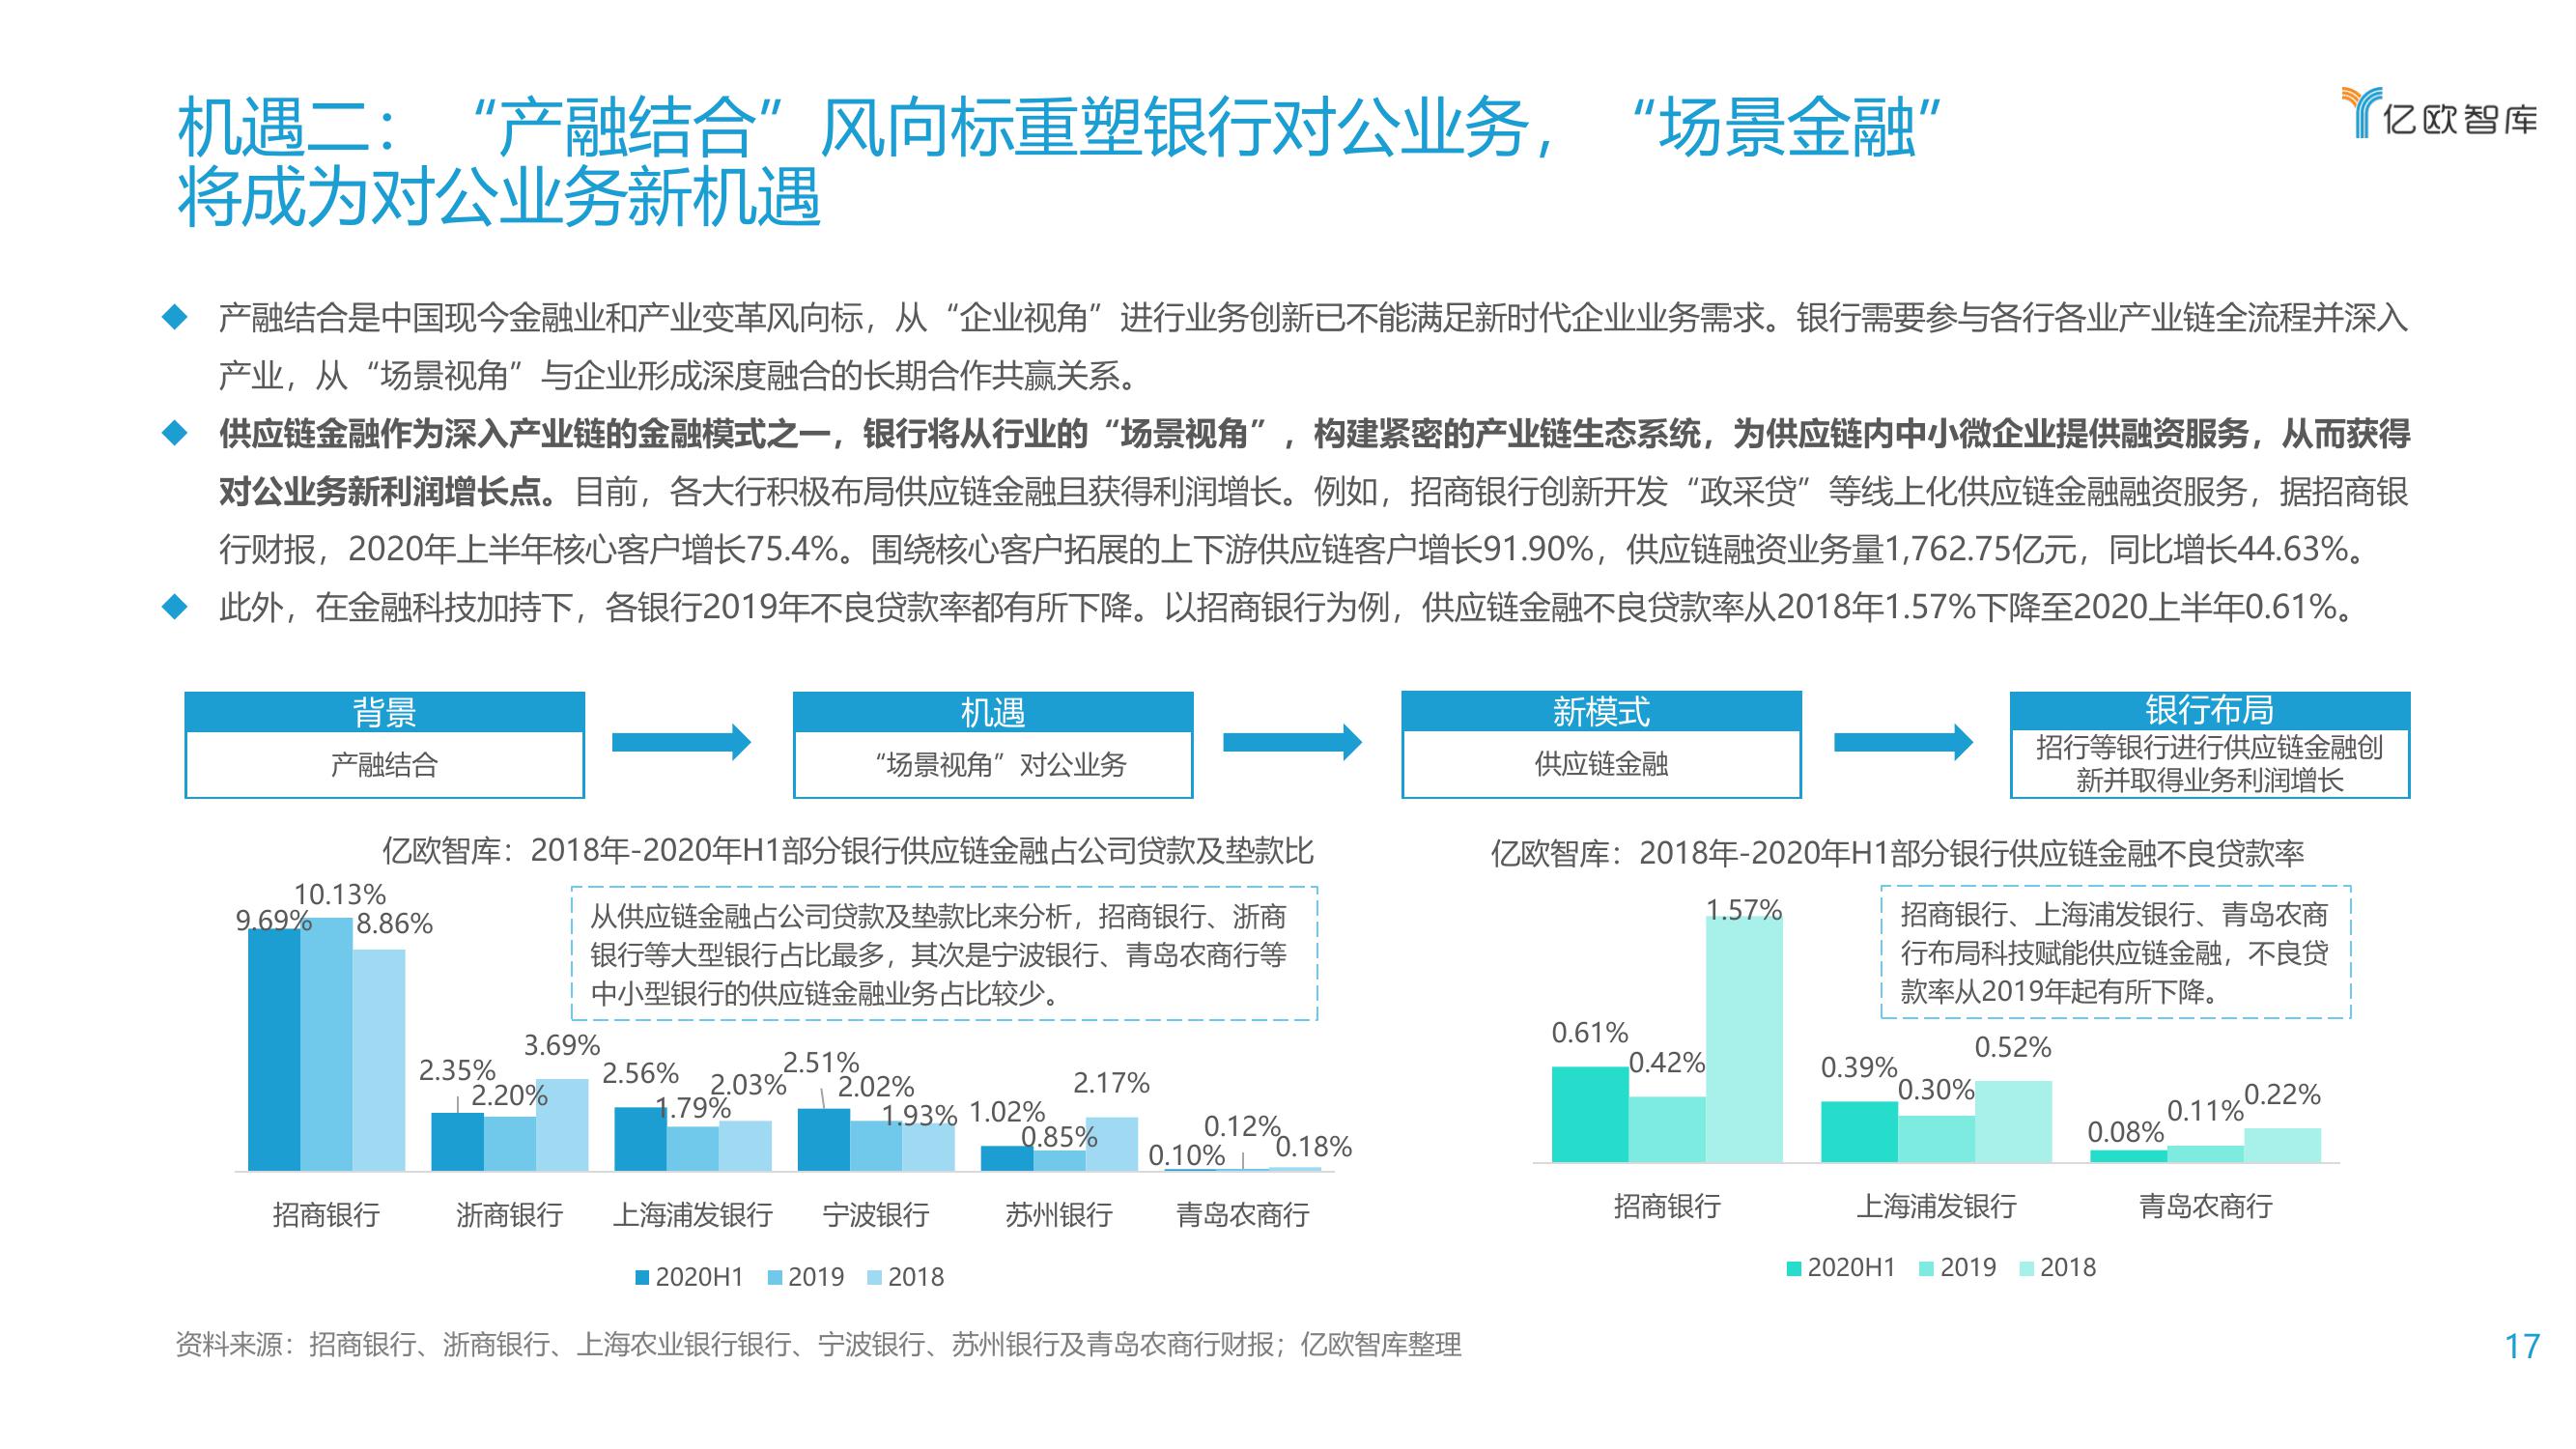 机遇二：“产融结合”风向标重塑银行对公业务，“场景金融”
将成为对公业务新机遇
亿欧智库
产融结合是中国现今金融业和产业变革风向标，从“企业视角”进行业务创新已不能满足新时代企业业务需求。银行需要参与各行各业产业链全流程并深入
产业，从“场景视角”与企业形成深度融合的长期合作共赢关系。
供应链金融作为深入产业链的金融模式之一，银行将从行业的“场景视角”，构建紧密的产业链生态系统，为供应链内中小微企业提供融资服务，从而获得
对公业务新利润增长点。目前，各大行积极布局供应链金融且获得利润增长。例如，招商银行创新开发“政采贷”等线上化供应链金融融资服务，据招商银
行财报，2020年上半年核心客户增长75.4%。围绕核心客户拓展的上下游供应链客户增长91.90%，供应链融资业务量1,762.75亿元，同比增长44.63%。
此外，在金融科技加持下，各银行2019年不良贷款率都有所下降。以招商银行为例，供应链金融不良贷款率从2018年1.57%下降至2020上半年0.61%。
背景
产融结合
机遇
“场景视角”对公业务
新模式
供应链金融
银行布局
招行等银行进行供应链金融创
新并取得业务利润增长
亿欧智库：2018年-2020年H1部分银行供应链金融占公司贷款及垫款比
从供应链金融占公司贷款及垫款比来分析，招商银行、浙商
银行等大型银行占比最多，其次是宁波银行、青岛农商行等
中小型银行的供应链金融业务占比较少。
9.69%
10.13%
8.86%
2.35%
2.20%
3.69%
2.56%
1.79%
2.03%
2.51%
2.02%
1.93%
1.02%
0.85%
2.17%
0.10%
0.12%
0.18%
招商银行
浙商银行
上海浦发银行
宁波银行
苏州银行
青岛农商行
2020H1
2019
2018
亿欧智库：2018年-2020年H1部分银行供应链金融不良贷款率
招商银行、上海浦发银行、青岛农商
行布局科技赋能供应链金融，不良贷
款率从2019年起有所下降。
0.61%
0.42%
1.57%
0.39%
0.30%
0.52%
0.08%
0.11%
0.22%
招商银行
上海浦发银行
青岛农商行
2020H1
2019
2018
资料来源：招商银行、浙商银行、上海农业银行银行、宁波银行、苏州银行及青岛农商行财报；亿欧智库整理
17